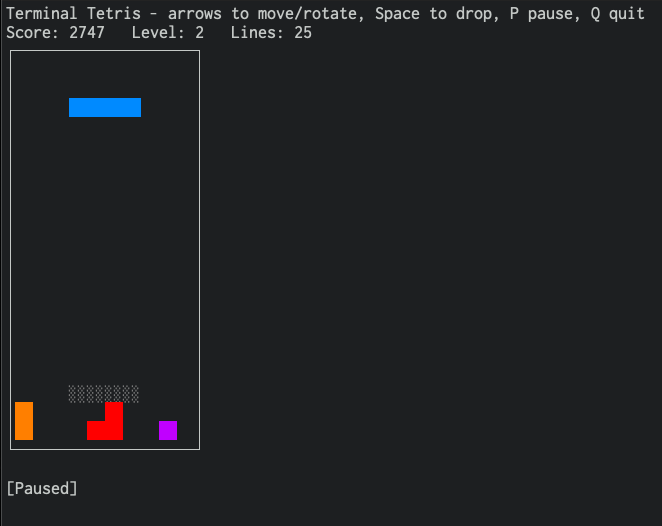 Terminal Tetris - arrows to move/rotate, Space to drop, P pause, Q quit
Score: 2747   Level: 2   Lines: 25
[Paused]